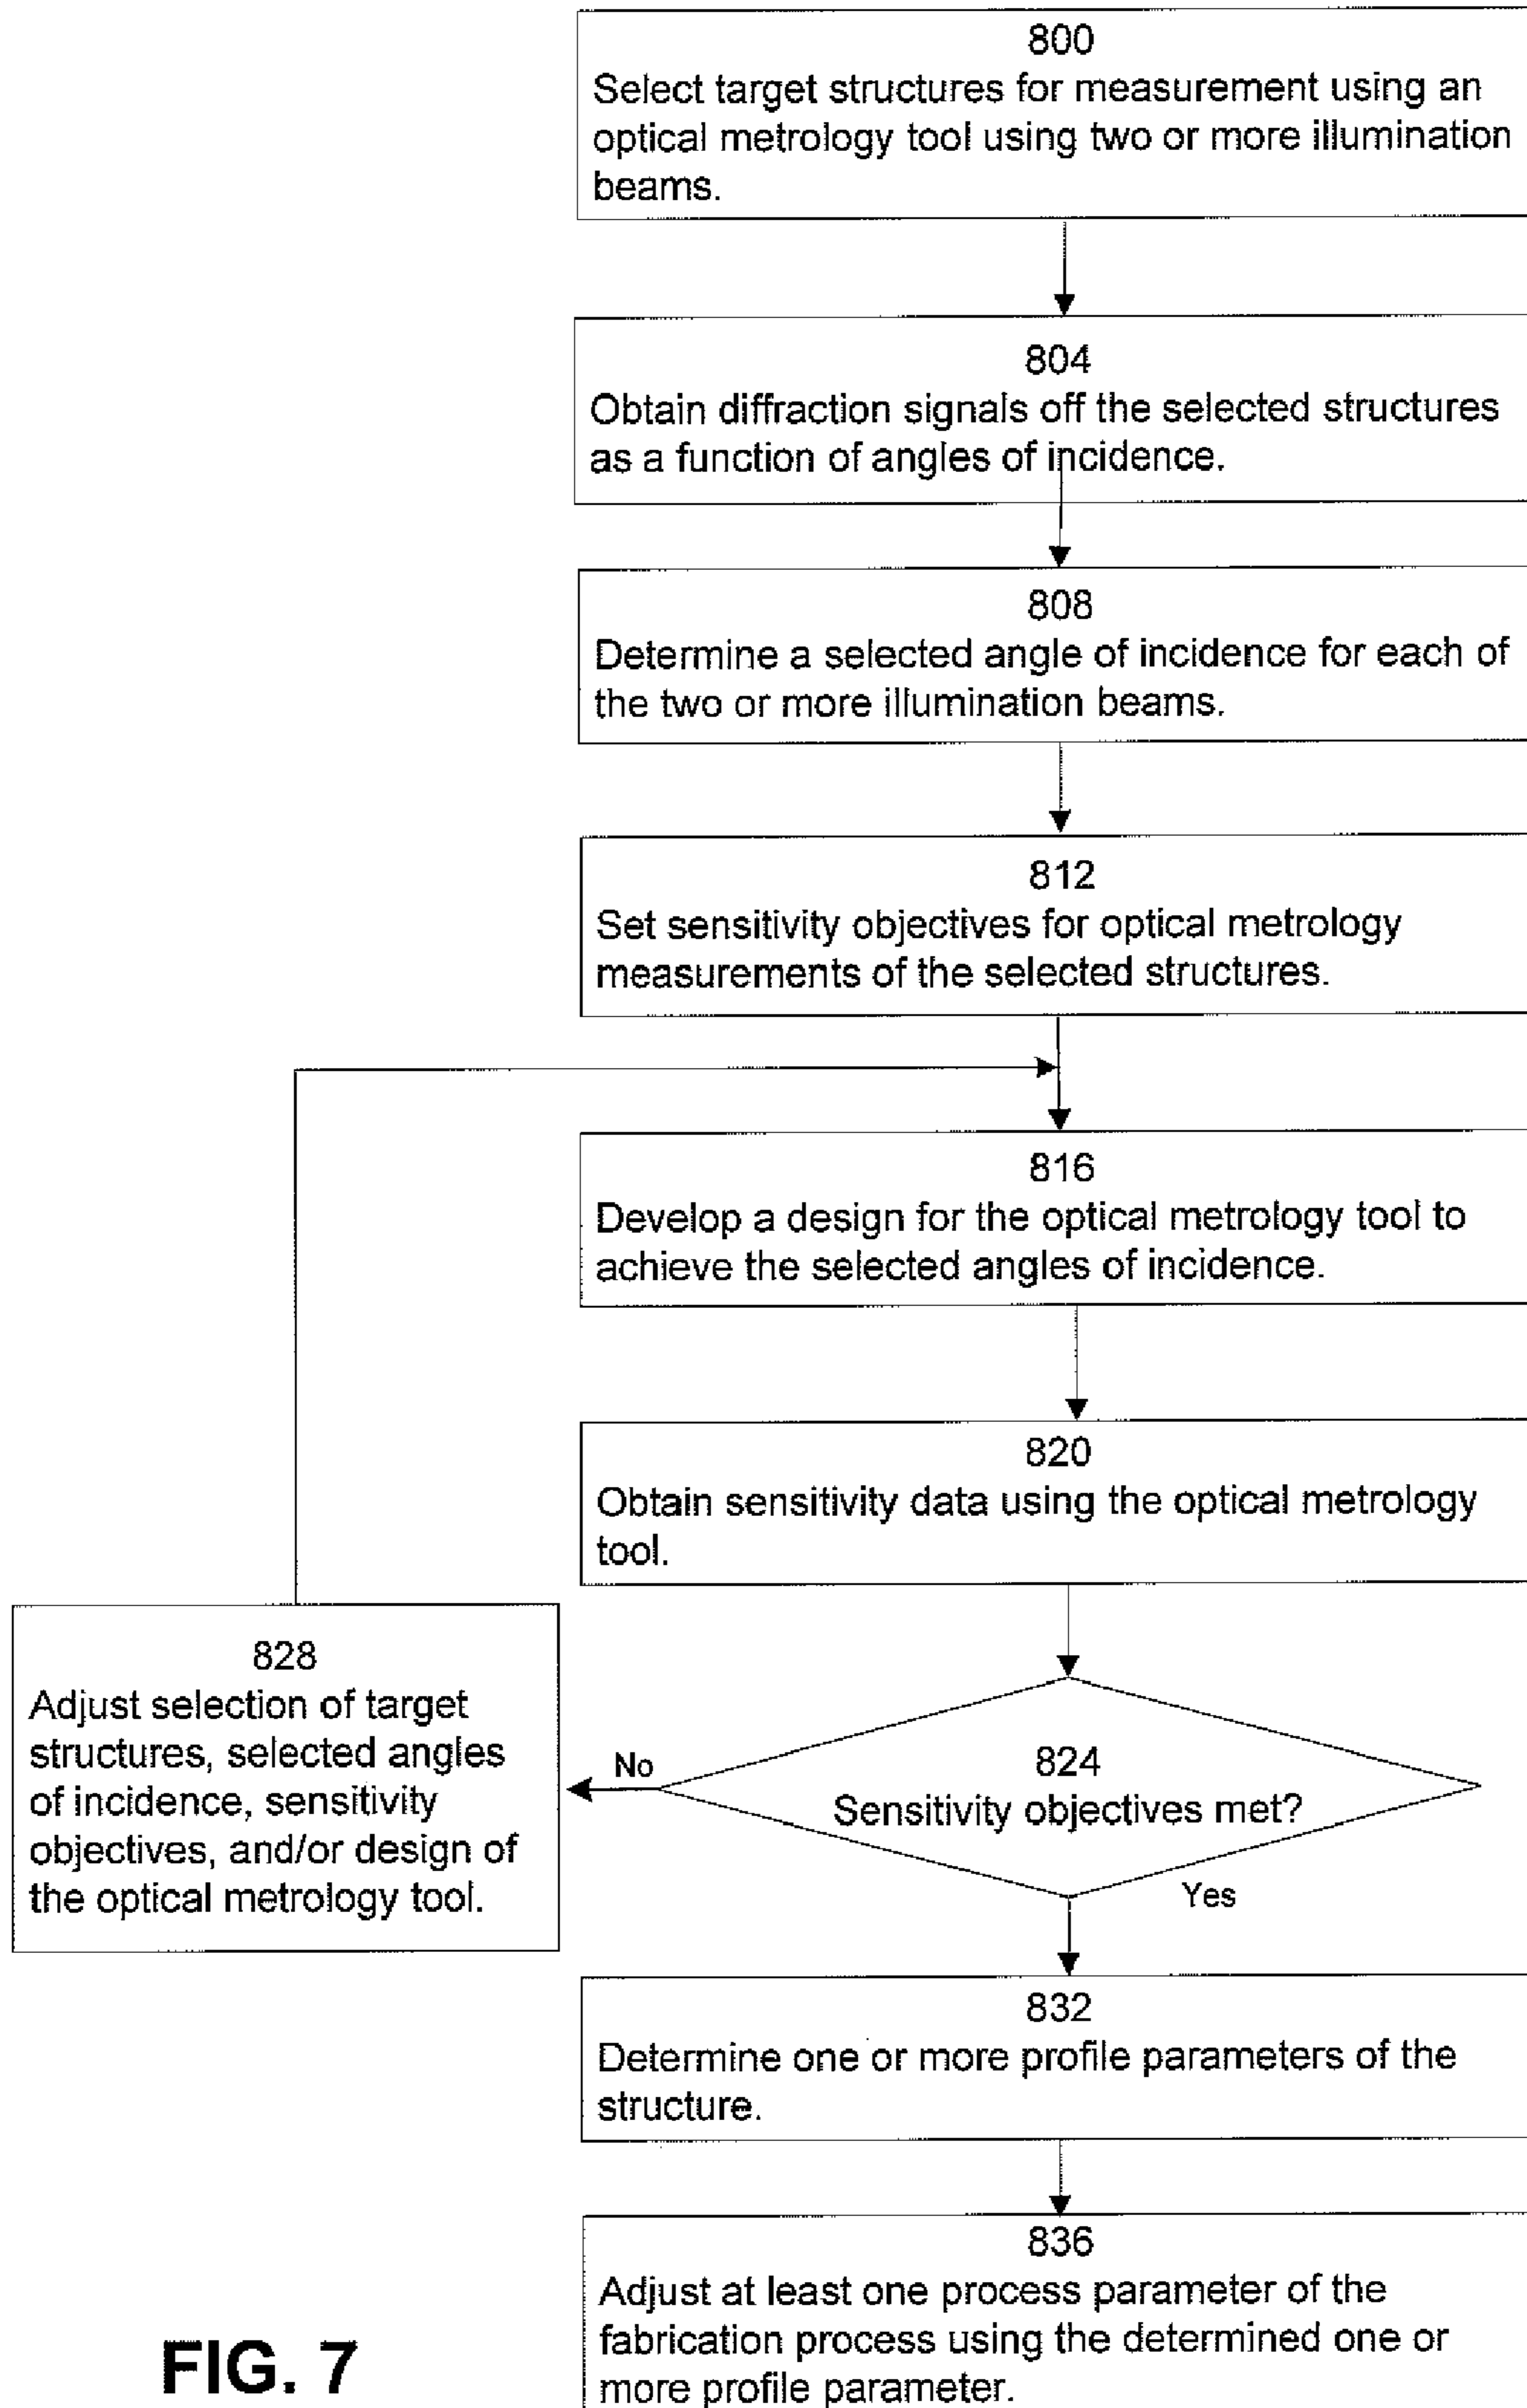 800
Select target structures for measurement using an
optical metrology tool using two or more illumination
beams.
804
Obtain diffraction signals off the selected structures
as a function of angles of incidence.
808
Determine a selected angle of incidence for each of
the two or more illumination beams.
812
Set sensitivity objectives for optical metrology
measurements of the selected structures.
816
Develop a design for the optical metrology tool to
achieve the selected angles of incidence.
820
Obtain sensitivity data using the optical metrology
tool.
828
Adjust selection of target
structures, selected angles
of incidence, sensitivity
objectives, and/or design of
the optical metrology tool.
No
824
Sensitivity objectives met?
Yes
832
Determine one or more profile parameters of the
structure.
836
Adjust at least one process parameter of the
fabrication process using the determined one or
more profile parameter.
FIG. 7